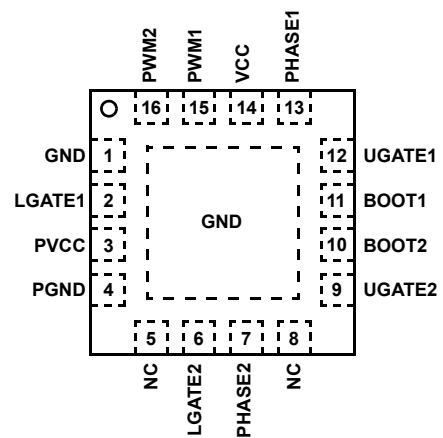 PWM2
PWM1
VCC
PHASE1
16
15
14
13
GND 1
12 UGATE1
LGATE1 2
11 BOOT1
GND
PVCC 3
10 BOOT2
PGND 4
9 UGATE2
5
6
7
8
NC
LGATE2
PHASE2
NC